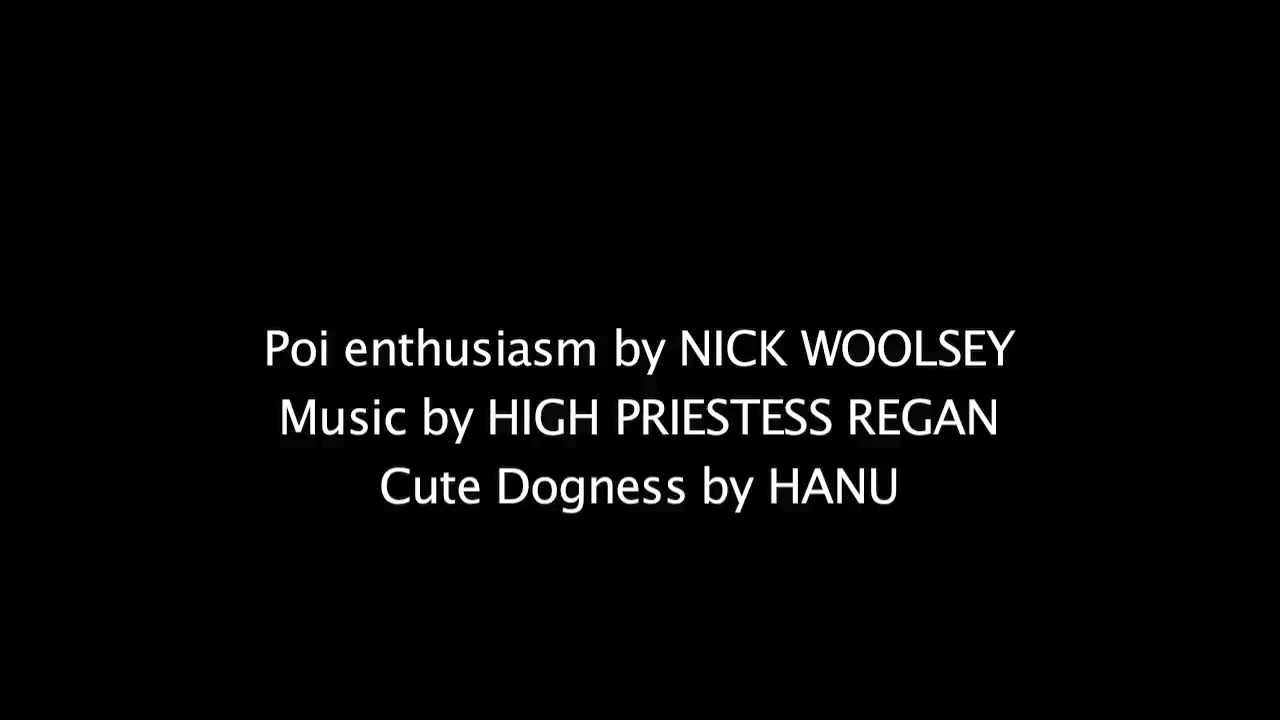 Poi enthusiasm by NICK WOOLSEY
Music by HIGH PRIESTESS REGAN
Cute Dogness by HANU